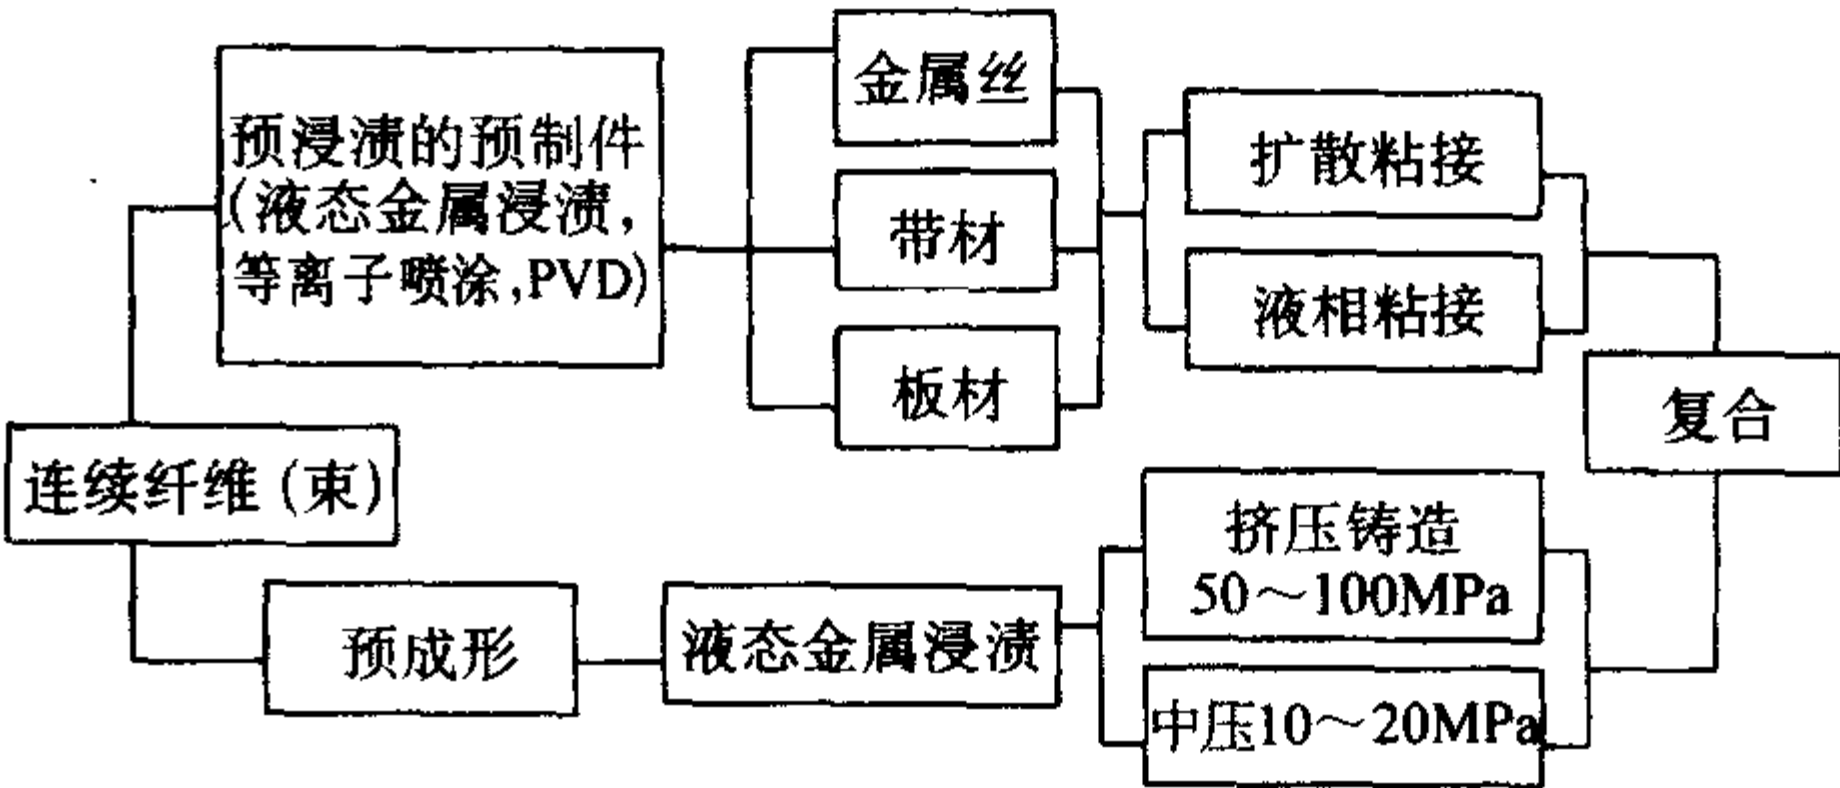 预浸渍的预制件
(液态金属浸渍,
等离子喷涂,PVD)
金属丝
带材
板材
扩散粘接
液相粘接
复合
连续纤维(束)
预成形
液态金属浸渍
挤压铸造
50～100MPa
中压10～20MPa